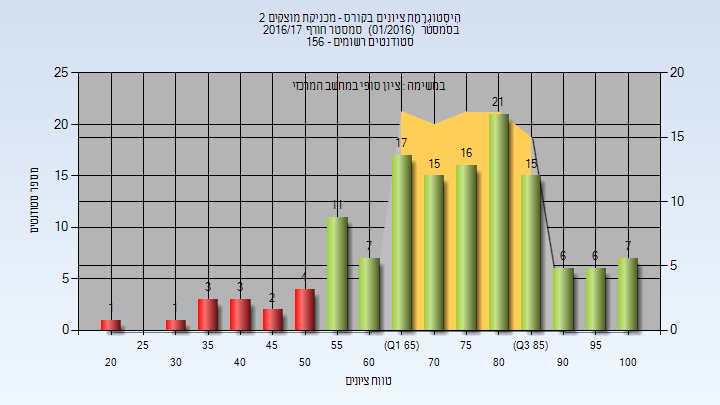 הִיסְטוֹגְרָמַת ציונים בקורס - מכניקת מוצקים 2
בסמסטר (01/2016) סמסטר חורף 2016/17
סטודנטים רשומים - 156
במשימה : ציון סופי במחשב המרכזי
25 20 15 10 5 0
20 15 10 5 0
מספר סטודנטים
1 1 3 3 2 4 11 7 17 15 16 21 15 6 6 7
25 35 45 55 (Q1 65) 75 (Q3 85) 95
20 30 40 50 60 70 80 90 100
טווח ציונים